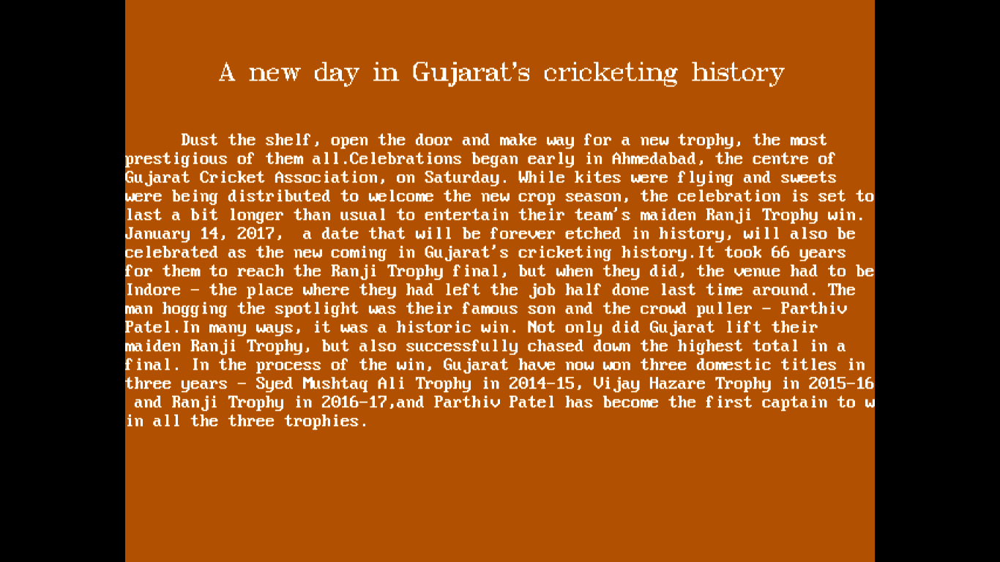 A new day in Gujarat's cricketing history
Dust the shelf, open the door and make way for a new trophy, the most
prestigious of them all.Celebrations began early in Ahmedabad, the centre of
Gujarat Cricket Association, on Saturday. While kites were flying and sweets
were being distributed to welcome the new crop season, the celebration is set to
last a bit longer than usual to entertain their team's maiden Ranji Trophy win.
January 14, 2017,  a date that will be forever etched in history, will also be
celebrated as the new coming in Gujarat's cricketing history.It took 66 years
for them to reach the Ranji Trophy final, but when they did, the venue had to be
Indore - the place where they had left the job half done last time around. The
man hogging the spotlight was their famous son and the crowd puller - Parthiv
Patel.In many ways, it was a historic win. Not only did Gujarat lift their
maiden Ranji Trophy, but also successfully chased down the highest total in a
final. In the process of the win, Gujarat have now won three domestic titles in
three years - Syed Mushtaq Ali Trophy in 2014-15, Vijay Hazare Trophy in 2015-16
and Ranji Trophy in 2016-17,and Parthiv Patel has become the first captain to w
in all the three trophies.